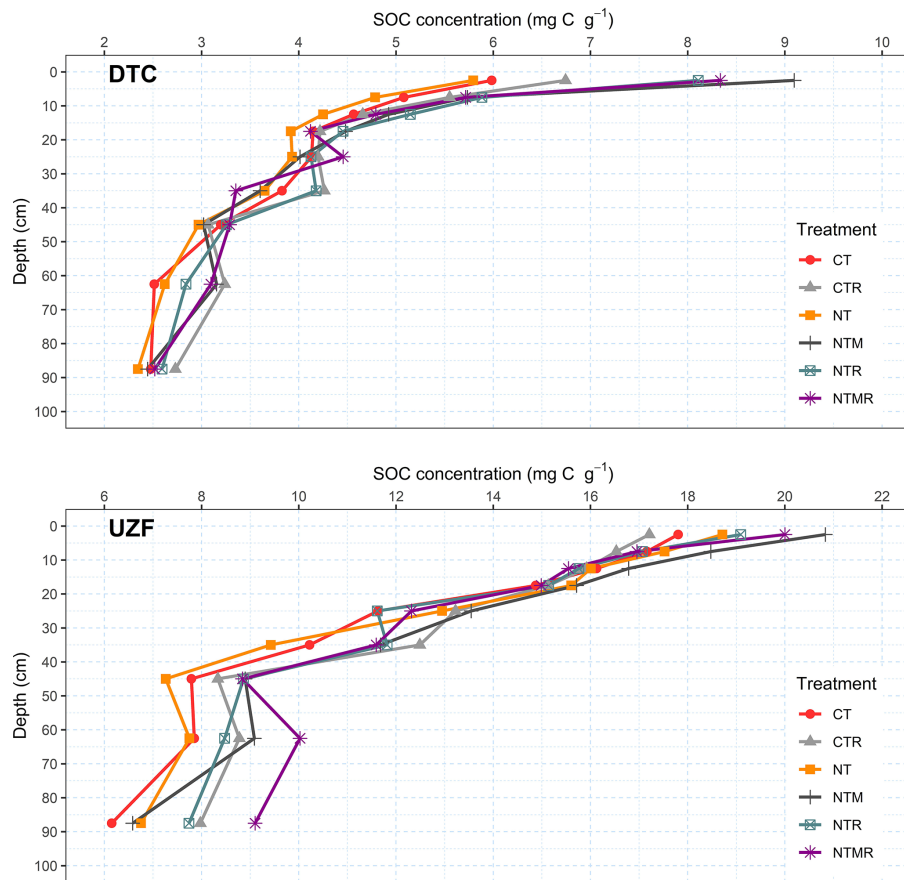 SOC concentration (mg C g⁻¹)
2 3 4 5 6 7 8 9 10
DTC
0
10
20
30
40
50
60
70
80
90
100
Depth (cm)
Treatment
CT
CTR
NT
NTM
NTR
NTMR
SOC concentration (mg C g⁻¹)
6 8 10 12 14 16 18 20 22
UZF
0
10
20
30
40
50
60
70
80
90
100
Depth (cm)
Treatment
CT
CTR
NT
NTM
NTR
NTMR